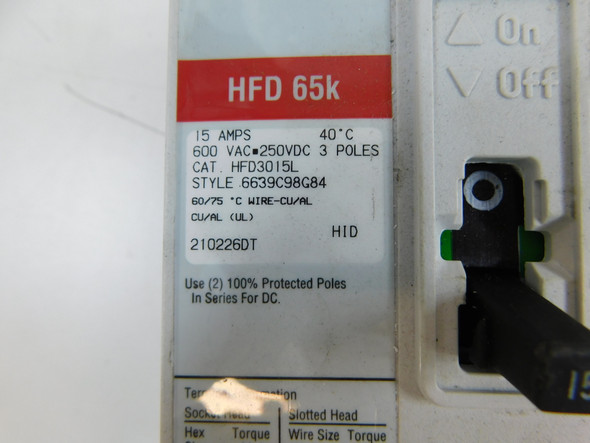 △ On
▽ Off
HFD 65k
15 AMPS 40°C
600 VAC▪250VDC 3 POLES
CAT. HFD3015L
STYLE 6639C98G84
60/75 °C WIRE-CU/AL
CU/AL (UL)
HID
210226DT
Use (2) 100% Protected Poles
In Series For DC.
15
Slotted Head
Hex Torque
Wire Size Torque